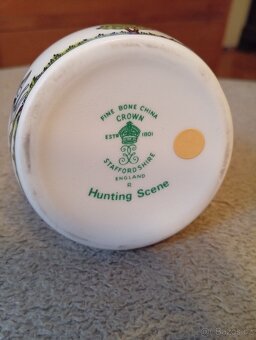 FINE BONE CHINA
CROWN
ESTD 1801
STAFFORDSHIRE
ENGLAND
R
Hunting Scene